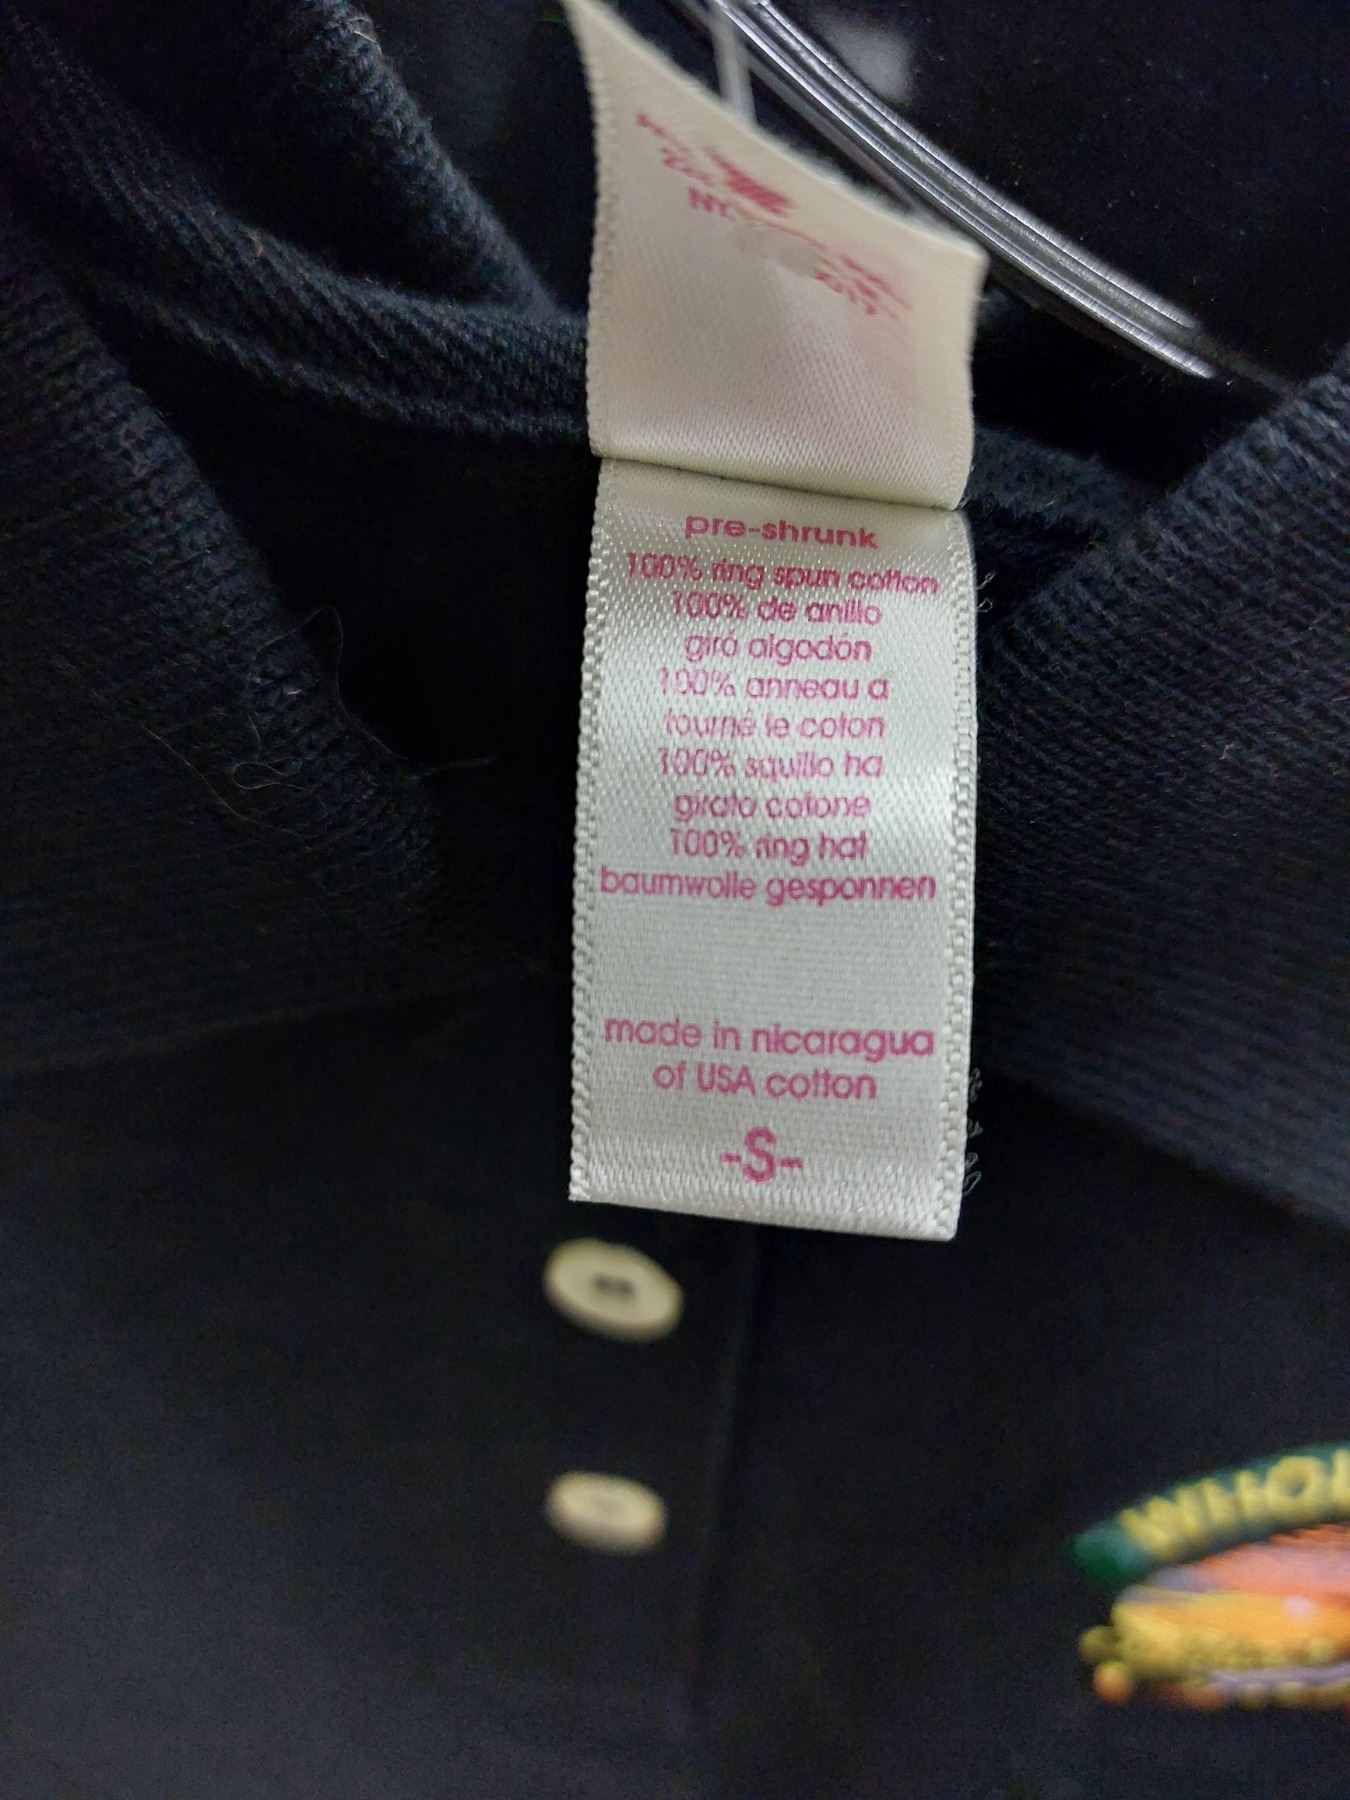 pre-shrunk
100% ring spun cotton
100% de anillo
giró algodón
100% anneau a
tourné le coton
100% squillo ha
girato cotone
100% ring hat
baumwolle gesponnen
made in nicaragua
of USA cotton
-S-
WHOL